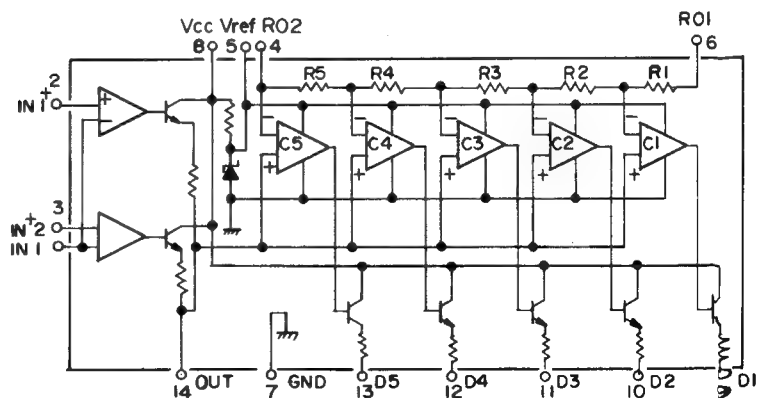 Vcc Vref RO2 RO1
8 5 4 6
R5 R4 R3 R2 R1
2
IN1+
+
−
− − − − −
C5 C4 C3 C2 C1
+ + + + +
3
IN+2
1
IN 1
14 OUT 7 GND 13 D5 12 D4 11 D3 10 D2 9 D1